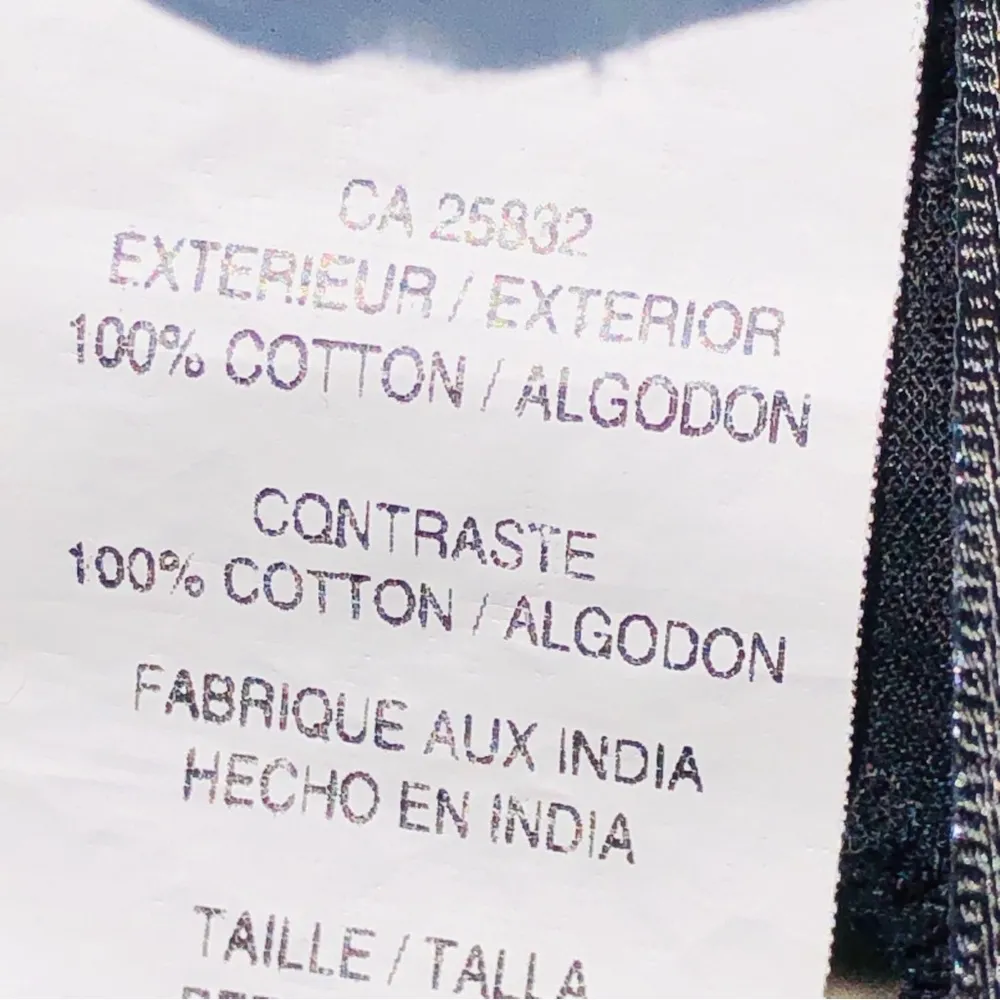 CA 25832
EXTERIEUR / EXTERIOR
100% COTTON / ALGODON
CONTRASTE
100% COTTON / ALGODON
FABRIQUE AUX INDIA
HECHO EN INDIA
TAILLE / TALLA